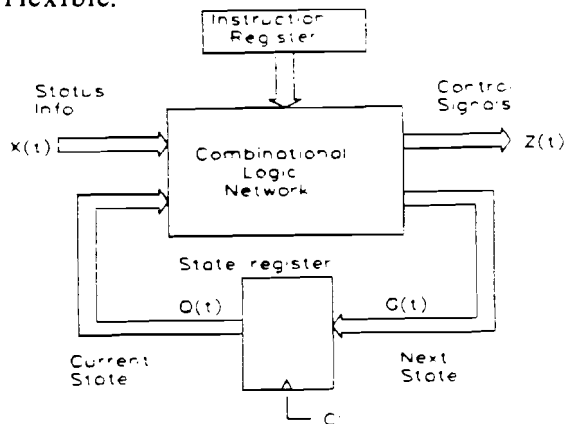 Flexible.
Instruction
Register
Status
Info
Control
Signals
X(t)
Z(t)
Combinational
Logic
Network
State register
Q(t)
G(t)
Current
State
Next
State